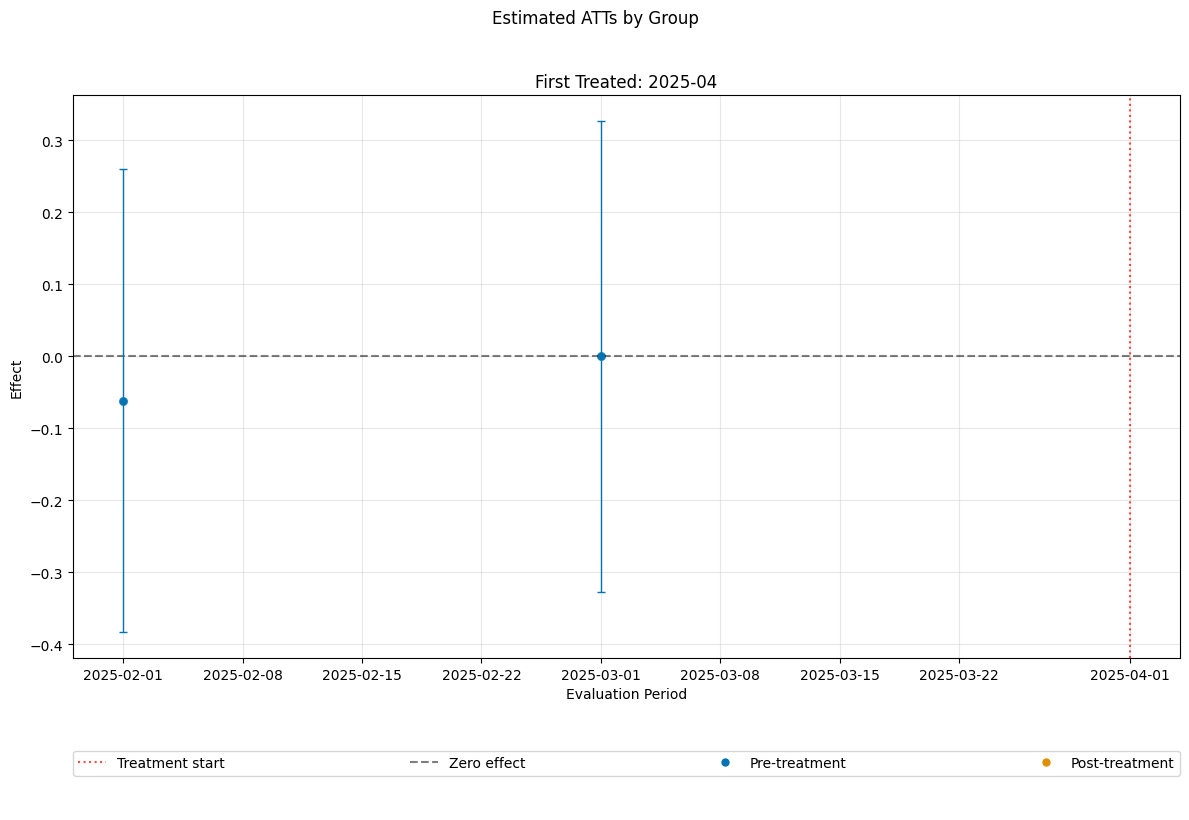 Estimated ATTs by Group
First Treated: 2025-04
Effect
0.3
0.2
0.1
0.0
−0.1
−0.2
−0.3
−0.4
2025-02-01 2025-02-08 2025-02-15 2025-02-22 2025-03-01 2025-03-08 2025-03-15 2025-03-22 2025-04-01
Evaluation Period
Treatment start Zero effect Pre-treatment Post-treatment